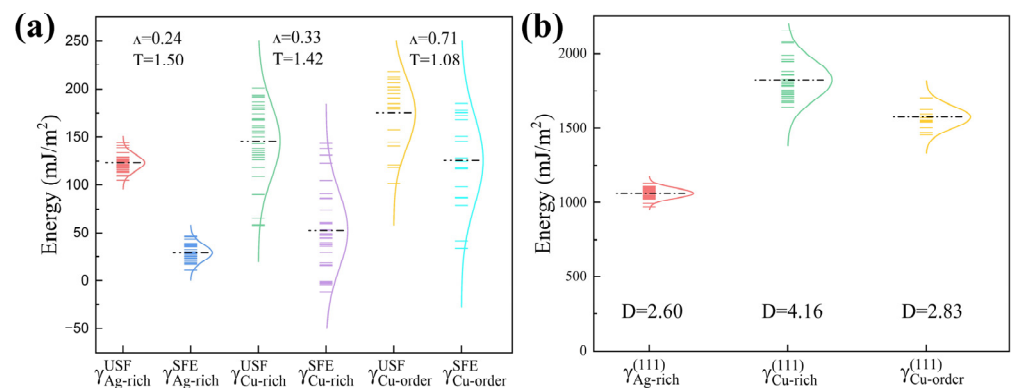 (a)
Energy (mJ/m²)
250
200
150
100
50
0
−50
ʌ=0.24
T=1.50
ʌ=0.33
T=1.42
ʌ=0.71
T=1.08
γ^USF_Ag-rich γ^SFE_Ag-rich γ^USF_Cu-rich γ^SFE_Cu-rich γ^USF_Cu-order γ^SFE_Cu-order
(b)
Energy (mJ/m²)
2000
1500
1000
500
0
D=2.60 D=4.16 D=2.83
γ^(111)_Ag-rich γ^(111)_Cu-rich γ^(111)_Cu-order